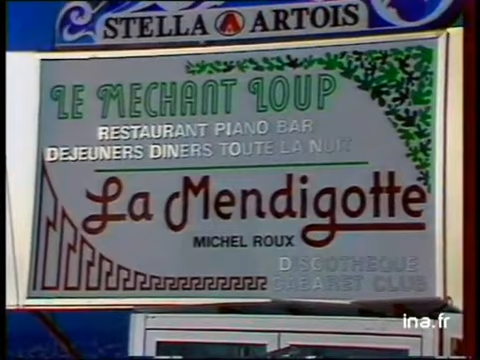 STELLA ARTOIS
LE MECHANT LOUP
RESTAURANT PIANO BAR
DEJEUNERS DINERS TOUTE LA NUIT
La Mendigotte
MICHEL ROUX
DISCOTHEQUE
CABARET CLUB
ina.fr